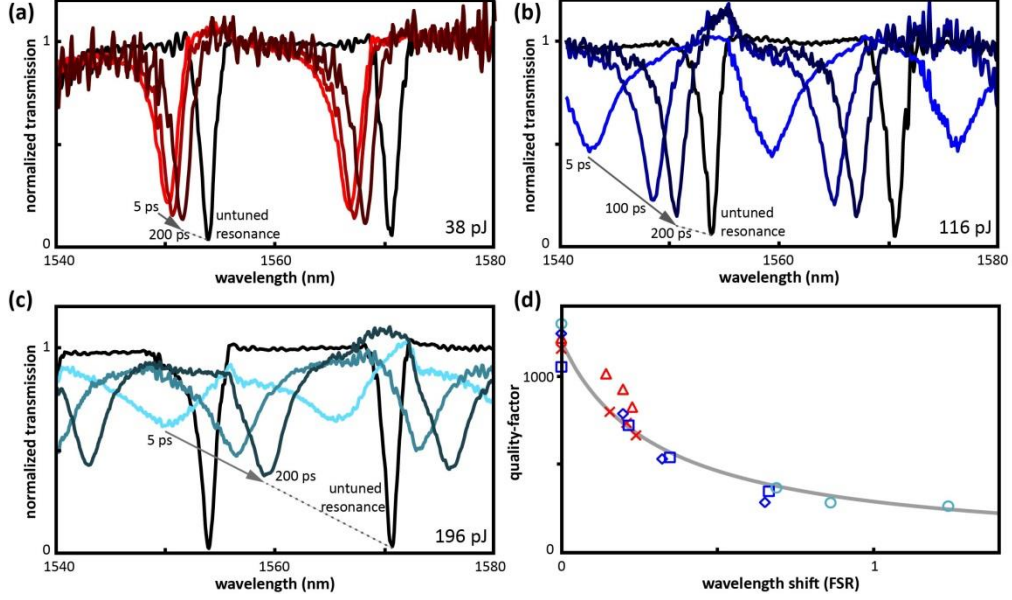 (a)
normalized transmission
1
0
5 ps
200 ps
untuned
resonance
38 pJ
1540
1560
1580
wavelength (nm)
(b)
normalized transmission
1
0
5 ps
100 ps
200 ps
untuned
resonance
116 pJ
1540
1560
1580
wavelength (nm)
(c)
normalized transmission
1
0
5 ps
200 ps
untuned
resonance
196 pJ
1540
1560
1580
wavelength (nm)
(d)
quality-factor
1000
0
0
1
wavelength shift (FSR)